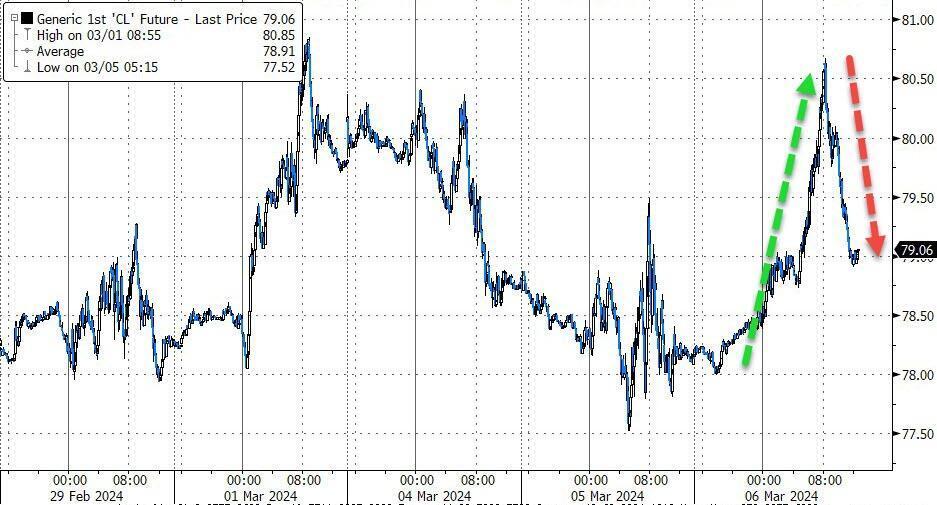 Generic 1st 'CL' Future - Last Price 79.06
High on 03/01 08:55 80.85
Average 78.91
Low on 03/05 05:15 77.52
81.00
80.50
80.00
79.50
79.06
78.50
78.00
77.50
00:00 08:00 00:00 08:00 00:00 08:00 00:00 08:00 00:00 08:00
29 Feb 2024 01 Mar 2024 04 Mar 2024 05 Mar 2024 06 Mar 2024